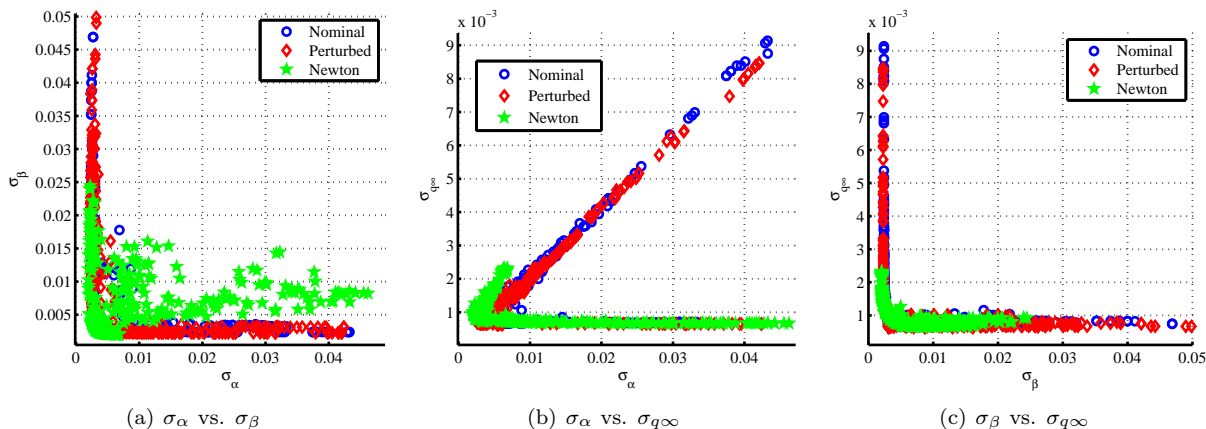 0.05
0.045
0.04
0.035
0.03
0.025
0.02
0.015
0.01
0.005
σβ
0
0.01
0.02
0.03
0.04
σα
Nominal
Perturbed
Newton
(a) σα vs. σβ
x 10⁻³
9
8
7
6
5
4
3
2
1
0
σq∞
0
0.01
0.02
0.03
0.04
σα
Nominal
Perturbed
Newton
(b) σα vs. σq∞
x 10⁻³
9
8
7
6
5
4
3
2
1
0
σq∞
0
0.01
0.02
0.03
0.04
0.05
σβ
Nominal
Perturbed
Newton
(c) σβ vs. σq∞